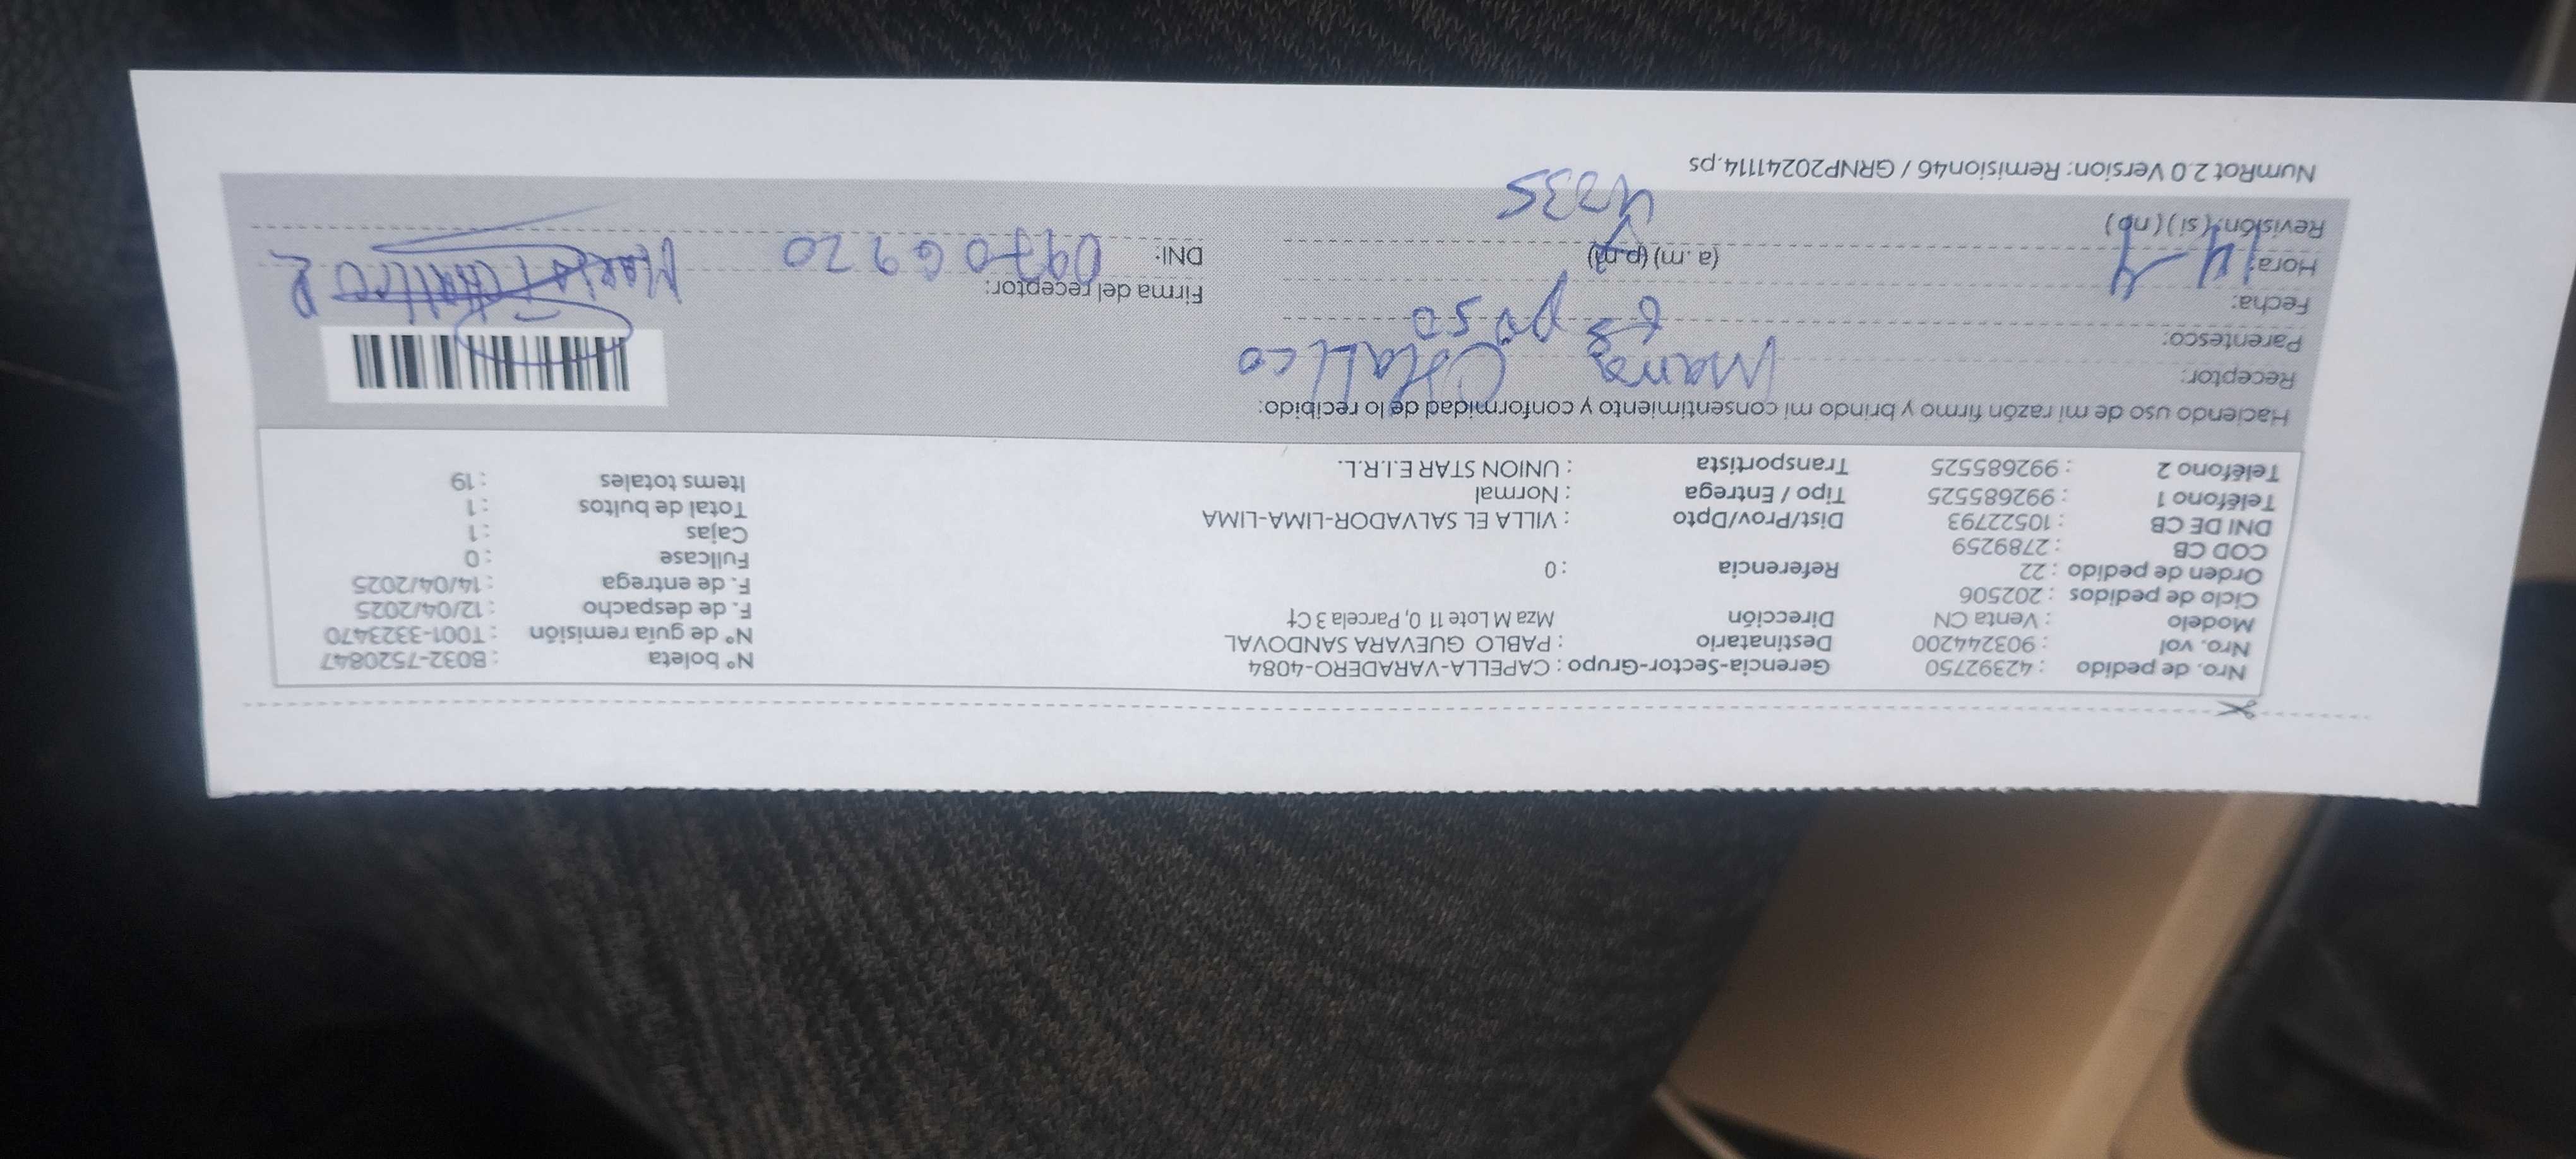 Nro. de pedido : 42392750 Gerencia-Sector-Grupo : CAPELLA-VARADERO-4084 N° boleta : B032-7520847
Nro. vol : 903244200 Destinatario : PABLO GUEVARA SANDOVAL N° de guía remisión : T001-3323470
Modelo : Venta CN Dirección Mza M Lote 11 0, Parcela 3 C† F. de despacho : 12/04/2025
Ciclo de pedidos : 202506 F. de entrega : 14/04/2025
Orden de pedido : 22 Referencia : 0 Fullcase : 0
COD CB : 2789259 Cajas : 1
DNI DE CB : 10522793 Dist/Prov/Dpto : VILLA EL SALVADOR-LIMA-LIMA Total de bultos : 1
Teléfono 1 : 992685525 Tipo / Entrega : Normal Items totales : 19
Teléfono 2 : 992685525 Transportista : UNION STAR E.I.R.L.
Haciendo uso de mi razón firmo y brindo mi consentimiento y conformidad de lo recibido:
Receptor:
Parentesco: Esposo
Fecha: 14-4
Firma del receptor:
Hora: (a.m) (p.m)
DNI: 09706920
Revisión: (si) (no)
NumRot 2.0 Version: Remision46 / GRNP20241114.ps